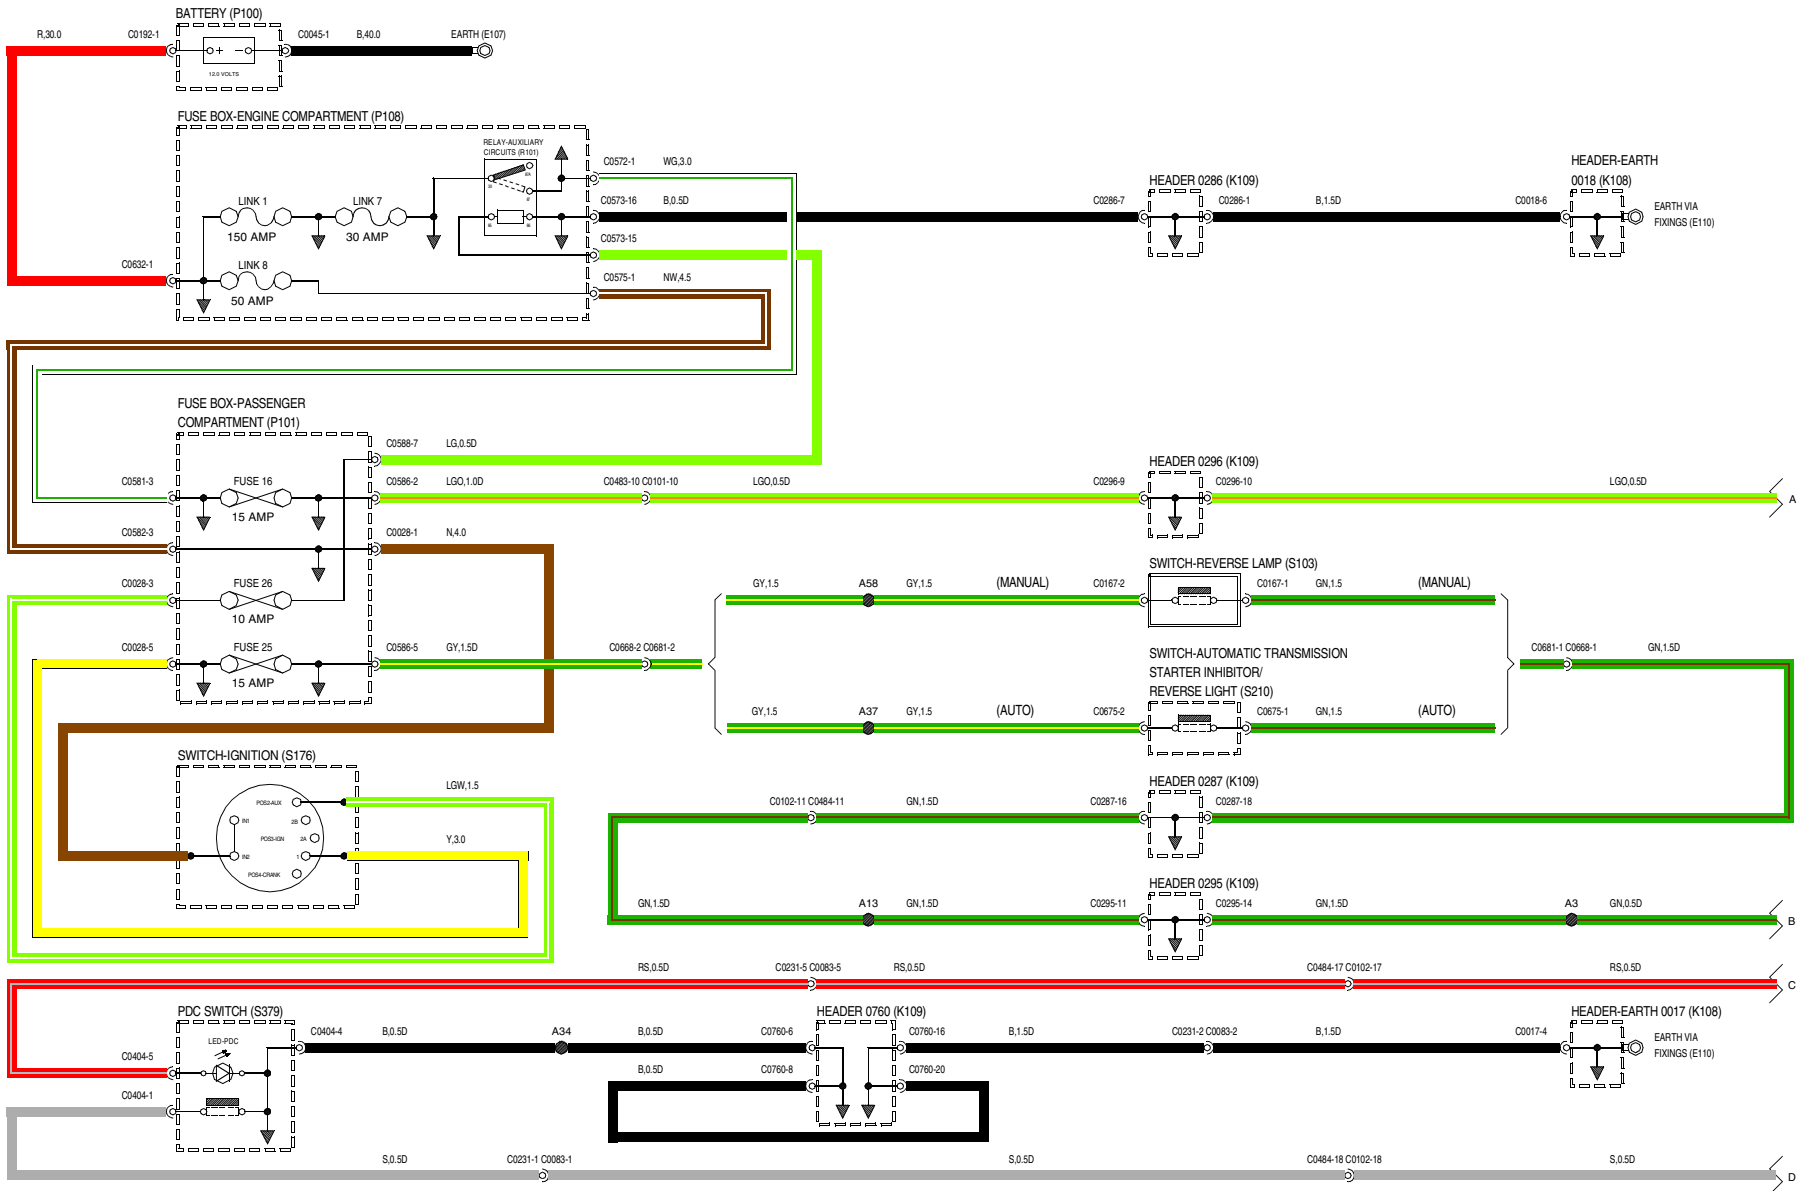 BATTERY (P100)
R,30.0
C0192-1
C0045-1
B,40.0
EARTH (E107)
12.0 VOLTS
FUSE BOX-ENGINE COMPARTMENT (P108)
RELAY-AUXILIARY
CIRCUITS (R101)
C0572-1
WG,3.0
HEADER-EARTH
0018 (K108)
HEADER 0286 (K109)
LINK 1
LINK 7
C0573-16
B,0.5D
C0286-7
C0286-1
B,1.5D
C0018-6
EARTH VIA
FIXINGS (E110)
150 AMP
30 AMP
30
87A
87
85
86
C0573-15
C0632-1
LINK 8
50 AMP
C0575-1
NW,4.5
FUSE BOX-PASSENGER
COMPARTMENT (P101)
C0588-7
LG,0.5D
C0581-3
FUSE 16
15 AMP
C0586-2
LGO,1.0D
C0483-10 C0101-10
LGO,0.5D
C0296-9
HEADER 0296 (K109)
C0296-10
LGO,0.5D
A
C0582-3
C0028-1
N,4.0
C0028-3
FUSE 26
10 AMP
GY,1.5
A58
GY,1.5
(MANUAL)
C0167-2
SWITCH-REVERSE LAMP (S103)
C0167-1
GN,1.5
(MANUAL)
C0028-5
FUSE 25
15 AMP
C0586-5
GY,1.5D
C0668-2 C0681-2
SWITCH-AUTOMATIC TRANSMISSION
STARTER INHIBITOR/
REVERSE LIGHT (S210)
C0681-1 C0668-1
GN,1.5D
GY,1.5
A37
GY,1.5
(AUTO)
C0675-2
C0675-1
GN,1.5
(AUTO)
SWITCH-IGNITION (S176)
LGW,1.5
POS2-AUX
IN1
2B
POS3-IGN
2A
IN2
1
POS4-CRANK
Y,3.0
HEADER 0287 (K109)
C0102-11 C0484-11
GN,1.5D
C0287-16
C0287-18
HEADER 0295 (K109)
GN,1.5D
A13
GN,1.5D
C0295-11
C0295-14
GN,1.5D
A3
GN,0.5D
B
RS,0.5D
C0231-5 C0083-5
RS,0.5D
C0484-17 C0102-17
RS,0.5D
C
PDC SWITCH (S379)
LED-PDC
C0404-5
C0404-1
C0404-4
B,0.5D
A34
B,0.5D
C0760-6
HEADER 0760 (K109)
C0760-16
B,1.5D
C0231-2 C0083-2
B,1.5D
C0017-4
HEADER-EARTH 0017 (K108)
EARTH VIA
FIXINGS (E110)
B,0.5D
C0760-8
C0760-20
S,0.5D
C0231-1 C0083-1
S,0.5D
C0484-18 C0102-18
S,0.5D
D